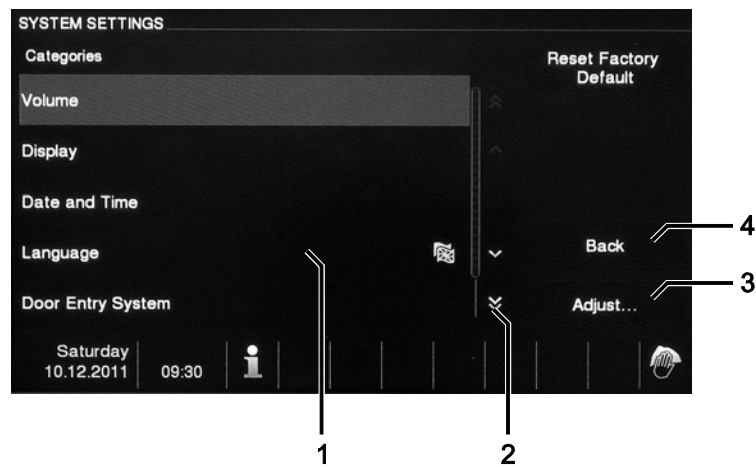 SYSTEM SETTINGS
Categories
Reset Factory
Default
Volume
Display
Date and Time
Language
Back
Door Entry System
Adjust...
Saturday
10.12.2011
09:30
i
4
3
1
2